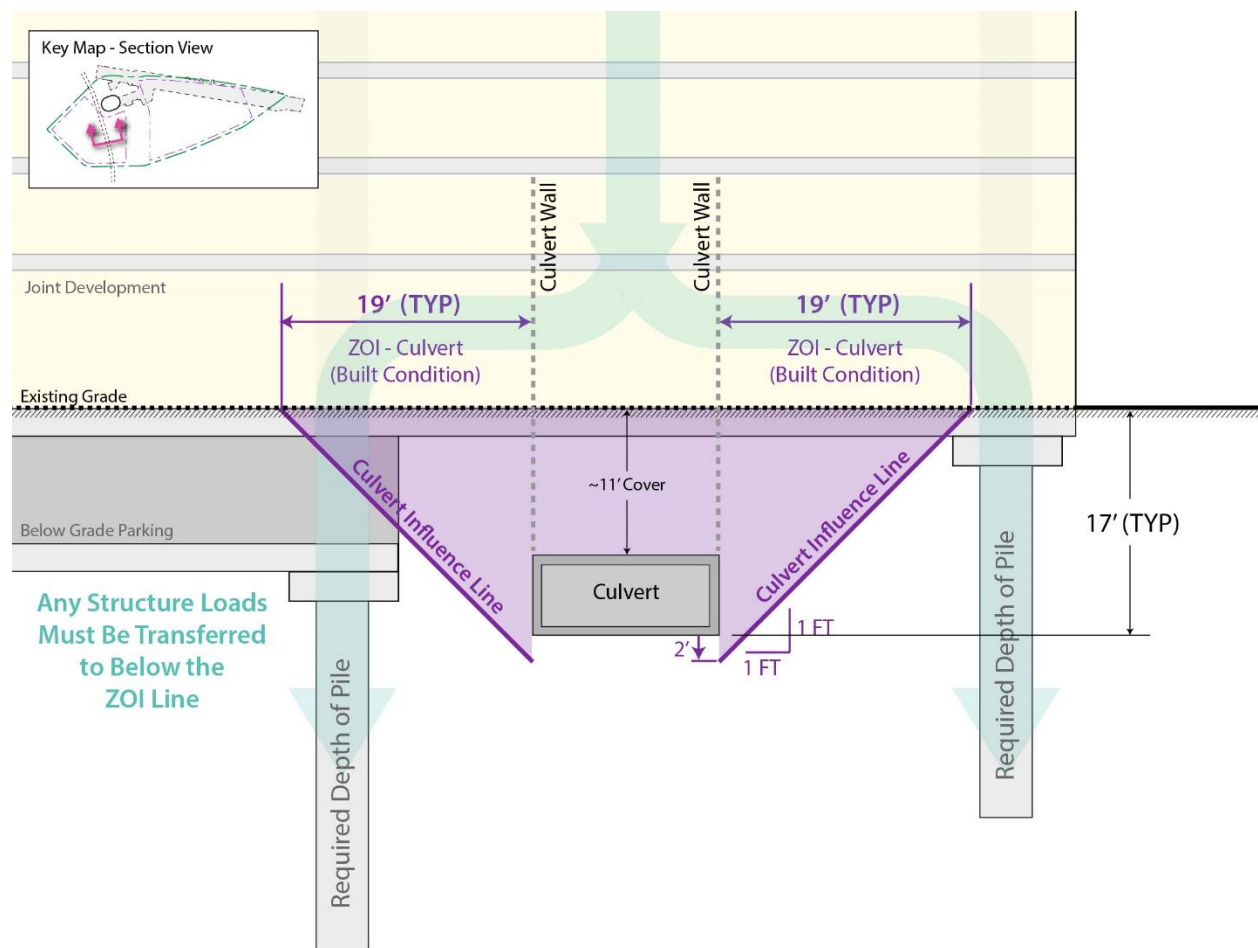 Key Map - Section View
Culvert Wall
Culvert Wall
Joint Development
19’ (TYP)
19’ (TYP)
ZOI - Culvert
(Built Condition)
ZOI - Culvert
(Built Condition)
Existing Grade
Culvert Influence Line
~11’ Cover
Culvert Influence Line
17’ (TYP)
Below Grade Parking
Culvert
Any Structure Loads
Must Be Transferred
to Below the
ZOI Line
2’
1 FT
1 FT
Required Depth of Pile
Required Depth of Pile